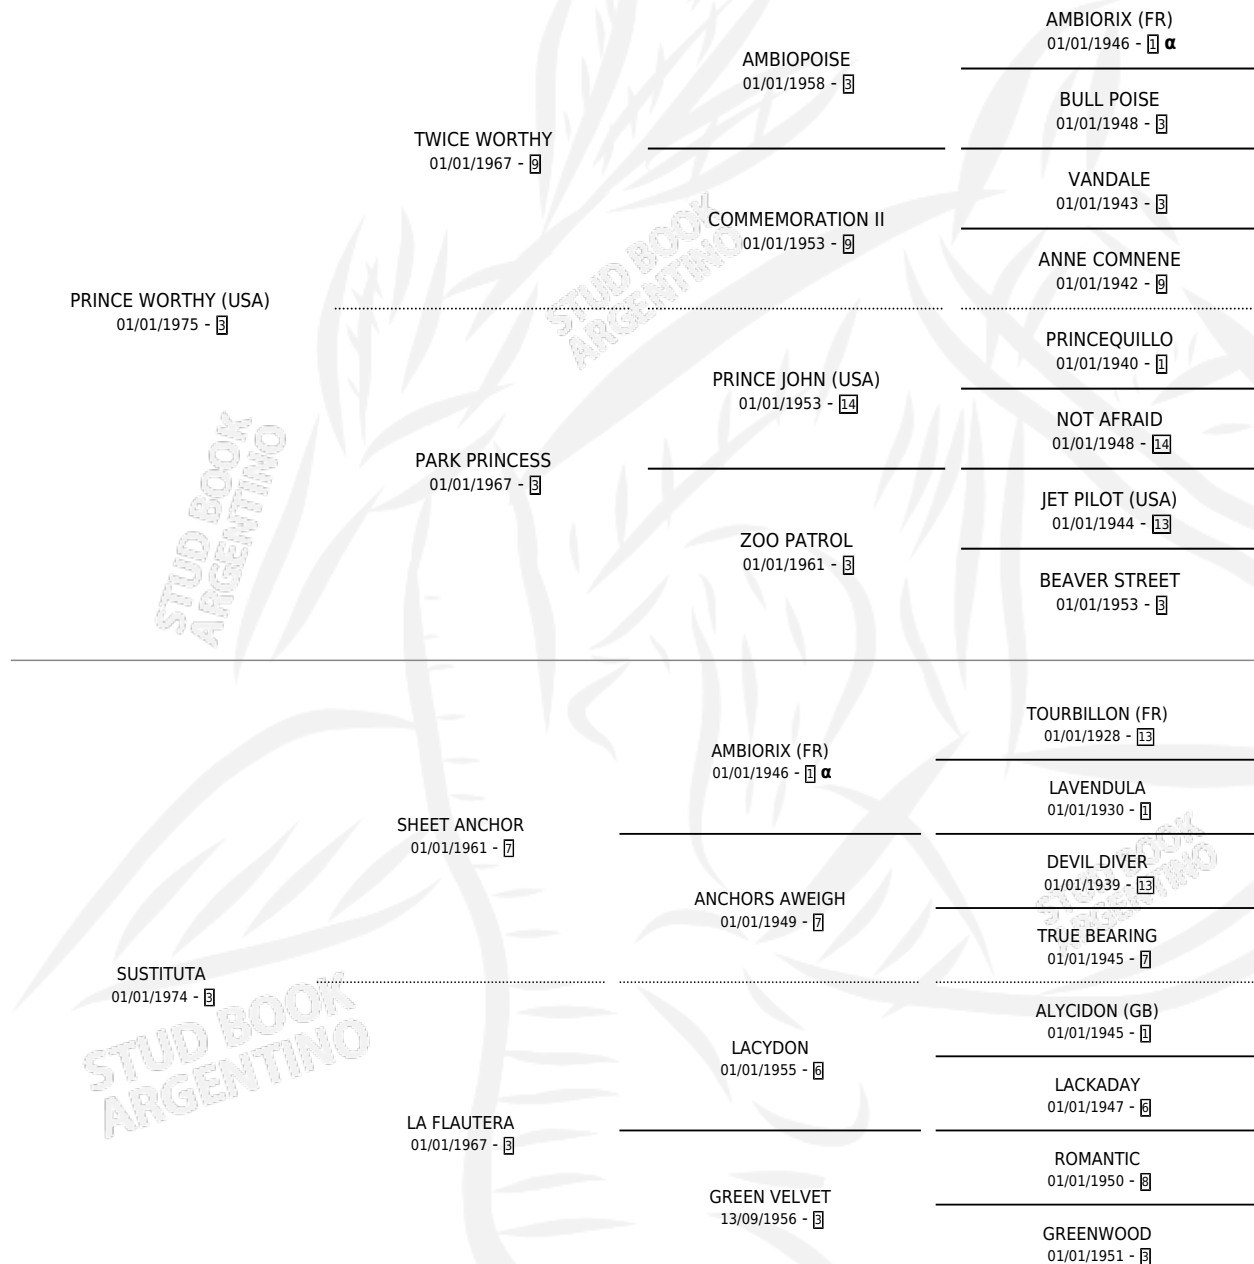 AMBIORIX (FR)
01/01/1946 - 1 α
AMBIOPOISE
01/01/1958 - 3
BULL POISE
01/01/1948 - 3
TWICE WORTHY
01/01/1967 - 9
VANDALE
01/01/1943 - 3
COMMEMORATION II
01/01/1953 - 9
ANNE COMNENE
01/01/1942 - 9
PRINCE WORTHY (USA)
01/01/1975 - 3
PRINCEQUILLO
01/01/1940 - 1
PRINCE JOHN (USA)
01/01/1953 - 14
NOT AFRAID
01/01/1948 - 14
PARK PRINCESS
01/01/1967 - 3
JET PILOT (USA)
01/01/1944 - 13
ZOO PATROL
01/01/1961 - 3
BEAVER STREET
01/01/1953 - 3
STUD BOOK
ARGENTINO
STUD BOOK
ARGENTINO
TOURBILLON (FR)
01/01/1928 - 13
AMBIORIX (FR)
01/01/1946 - 1 α
LAVENDULA
01/01/1930 - 1
SHEET ANCHOR
01/01/1961 - 7
DEVIL DIVER
01/01/1939 - 13
ANCHORS AWEIGH
01/01/1949 - 7
TRUE BEARING
01/01/1945 - 7
SUSTITUTA
01/01/1974 - 3
ALYCIDON (GB)
01/01/1945 - 1
LACYDON
01/01/1955 - 6
LACKADAY
01/01/1947 - 6
LA FLAUTERA
01/01/1967 - 3
ROMANTIC
01/01/1950 - 8
GREEN VELVET
13/09/1956 - 3
GREENWOOD
01/01/1951 - 3
STUD BOOK
ARGENTINO
STUD BOOK
ARGENTINO